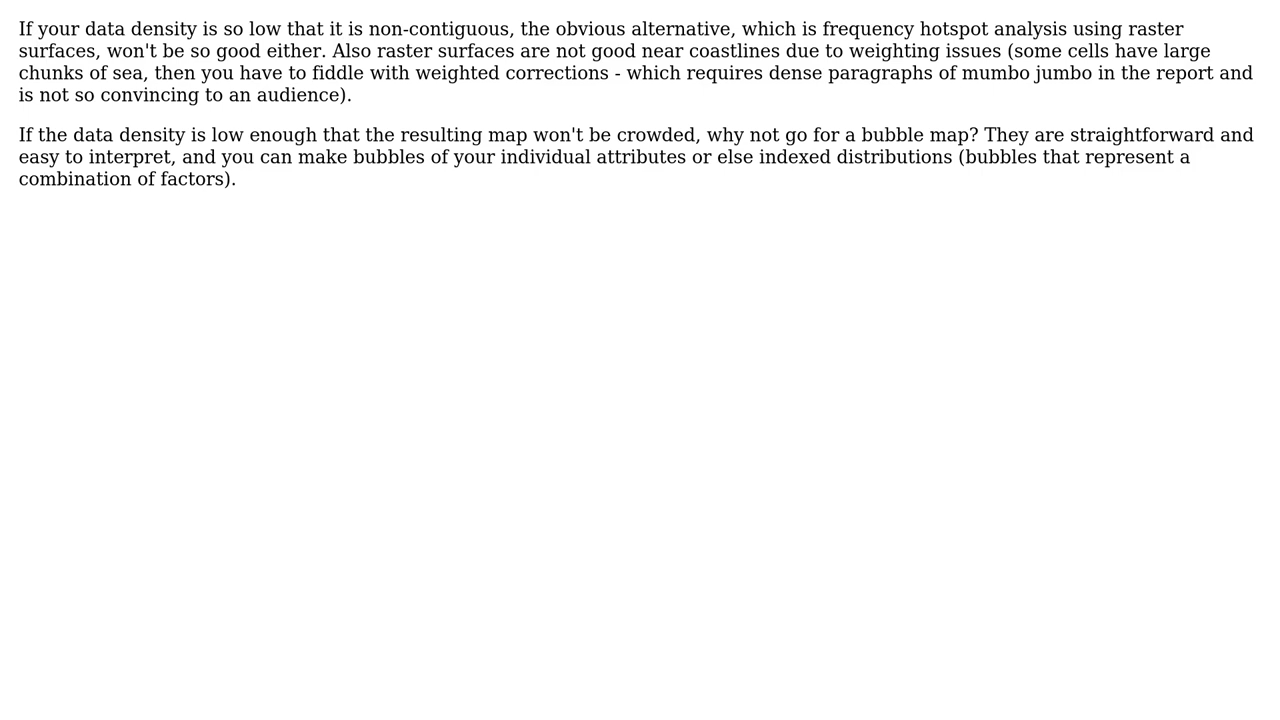 If your data density is so low that it is non-contiguous, the obvious alternative, which is frequency hotspot analysis using raster
surfaces, won't be so good either. Also raster surfaces are not good near coastlines due to weighting issues (some cells have large
chunks of sea, then you have to fiddle with weighted corrections - which requires dense paragraphs of mumbo jumbo in the report and
is not so convincing to an audience).
If the data density is low enough that the resulting map won't be crowded, why not go for a bubble map? They are straightforward and
easy to interpret, and you can make bubbles of your individual attributes or else indexed distributions (bubbles that represent a
combination of factors).